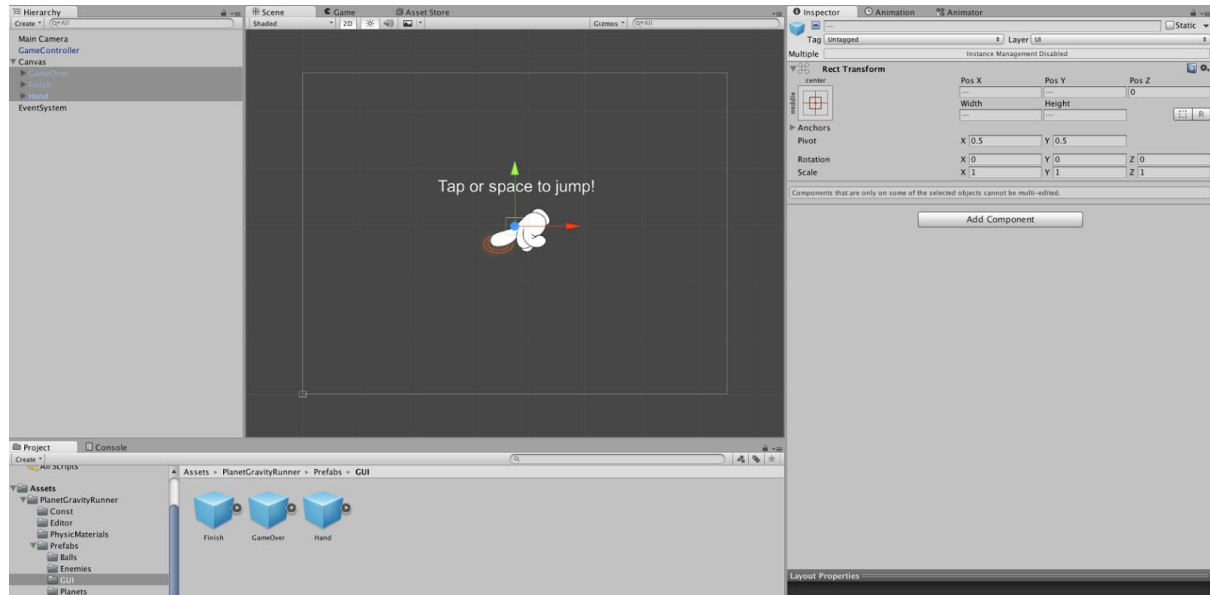 Hierarchy
Create
All
Main Camera
GameController
Canvas
GameOver
Finish
Hand
EventSystem
Scene
Game
Asset Store
Shaded
2D
Gizmos
All
Tap or space to jump!
Inspector
Animation
Animator
—
Static
Tag Untagged
Layer UI
Multiple Instance Management Disabled
Rect Transform
center
middle
Pos X Pos Y Pos Z
— — 0
Width Height
— —
R
Anchors
Pivot X 0.5 Y 0.5
Rotation X 0 Y 0 Z 0
Scale X 1 Y 1 Z 1
Components that are only on some of the selected objects cannot be multi-edited.
Add Component
Layout Properties
Project
Console
Create
All Scripts
Assets
PlanetGravityRunner
Const
Editor
PhysicMaterials
Prefabs
Balls
Enemies
GUI
Planets
Assets ▸ PlanetGravityRunner ▸ Prefabs ▸ GUI
Finish
GameOver
Hand